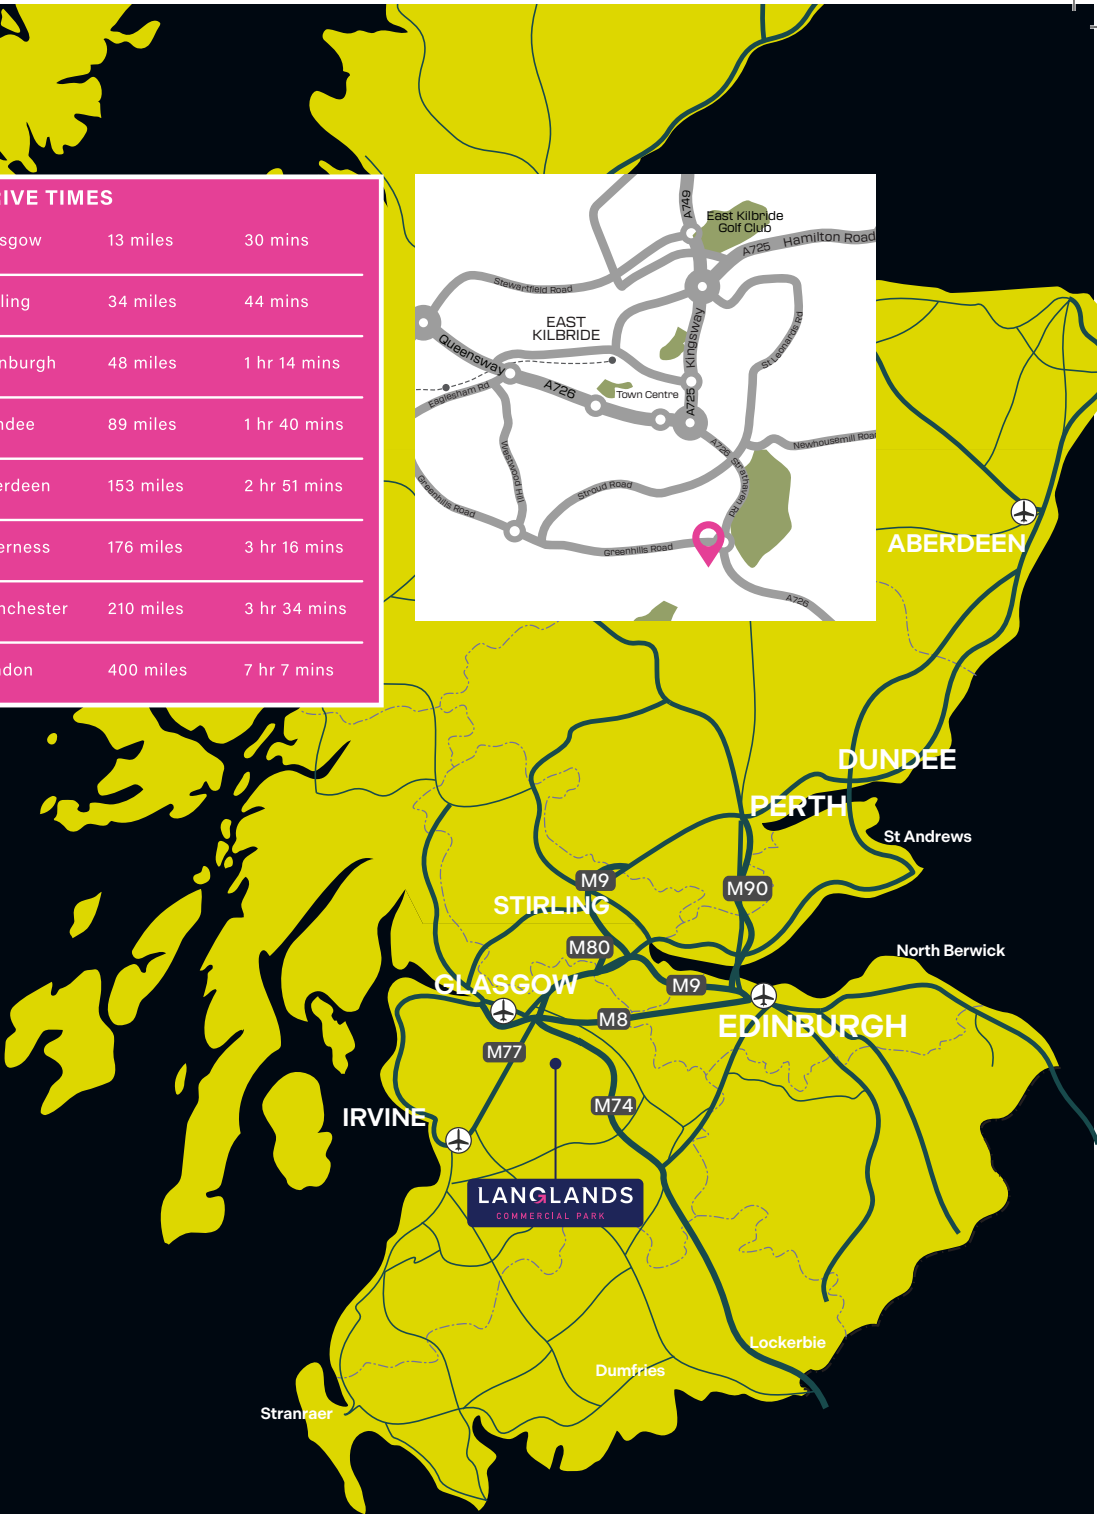 RIVE TIMES
sgow 13 miles 30 mins
ling 34 miles 44 mins
nburgh 48 miles 1 hr 14 mins
ndee 89 miles 1 hr 40 mins
erdeen 153 miles 2 hr 51 mins
erness 176 miles 3 hr 16 mins
nchester 210 miles 3 hr 34 mins
ndon 400 miles 7 hr 7 mins
A749
East Kilbride
Golf Club
A725 Hamilton Road
Stewartfield Road
EAST
KILBRIDE
Queensway
Kingsway
St Leonards Rd
A726
Eaglesham Rd
Town Centre
A725
A726
Strathaven Rd
Newhousemill Road
Westwood Hill
Greenhills Road
Stroud Road
Greenhills Road
A726
ABERDEEN
DUNDEE
PERTH
St Andrews
M9
M90
STIRLING
M80
North Berwick
GLASGOW
M9
M8
EDINBURGH
M77
M74
IRVINE
LANGLANDS
COMMERCIAL PARK
Lockerbie
Dumfries
Stranraer